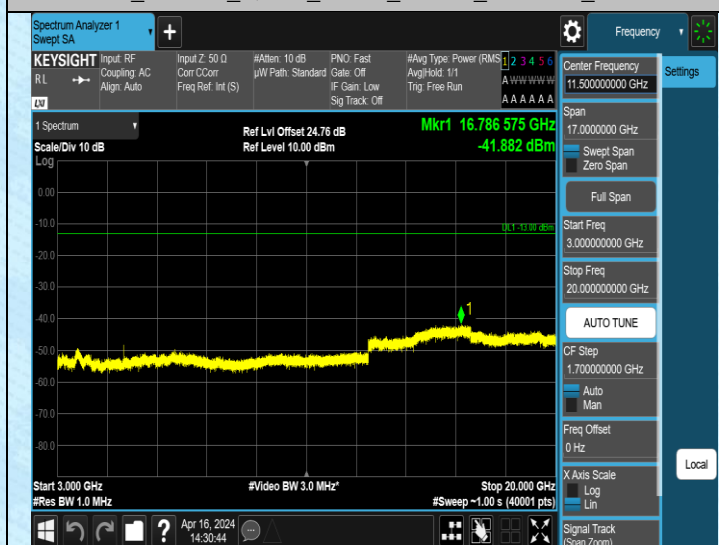 Spectrum Analyzer 1
Swept SA
+
Frequency
KEYSIGHT
RL
LXI
Input: RF
Coupling: AC
Align: Auto
Input Z: 50 Ω
Corr CCorr
Freq Ref: Int (S)
#Atten: 10 dB
µW Path: Standard
PNO: Fast
Gate: Off
IF Gain: Low
Sig Track: Off
#Avg Type: Power (RMS
Avg|Hold: 1/1
Trig: Free Run
1 2 3 4 5 6
A W W W W W
A A A A A A
Center Frequency
11.500000000 GHz
Settings
Span
17.0000000 GHz
Swept Span
Zero Span
Full Span
Start Freq
3.000000000 GHz
Stop Freq
20.000000000 GHz
AUTO TUNE
CF Step
1.700000000 GHz
Auto
Man
Freq Offset
0 Hz
X Axis Scale
Log
Lin
Signal Track
(Span Zoom)
Local
1 Spectrum
Scale/Div 10 dB
Log
Ref Lvl Offset 24.76 dB
Ref Level 10.00 dBm
Mkr1 16.786 575 GHz
-41.882 dBm
0.00
-10.0
-20.0
-30.0
-40.0
-50.0
-60.0
-70.0
-80.0
DL1 -13.00 dBm
1
Start 3.000 GHz
#Res BW 1.0 MHz
#Video BW 3.0 MHz*
Stop 20.000 GHz
#Sweep ~1.00 s (40001 pts)
?
Apr 16, 2024
14:30:44